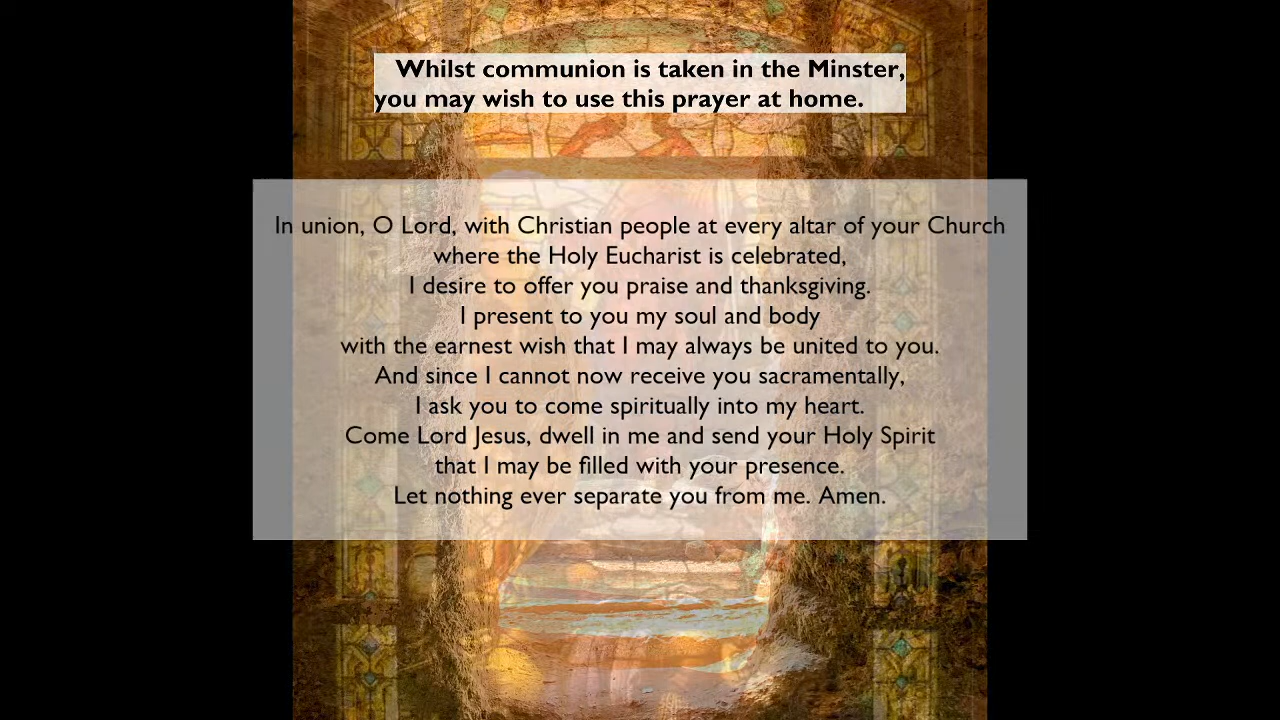 Whilst communion is taken in the Minster,
you may wish to use this prayer at home.
In union, O Lord, with Christian people at every altar of your Church
where the Holy Eucharist is celebrated,
I desire to offer you praise and thanksgiving.
I present to you my soul and body
with the earnest wish that I may always be united to you.
And since I cannot now receive you sacramentally,
I ask you to come spiritually into my heart.
Come Lord Jesus, dwell in me and send your Holy Spirit
that I may be filled with your presence.
Let nothing ever separate you from me. Amen.